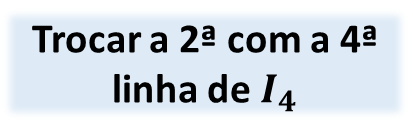 Trocar a 2ª com a 4ª
linha de I₄